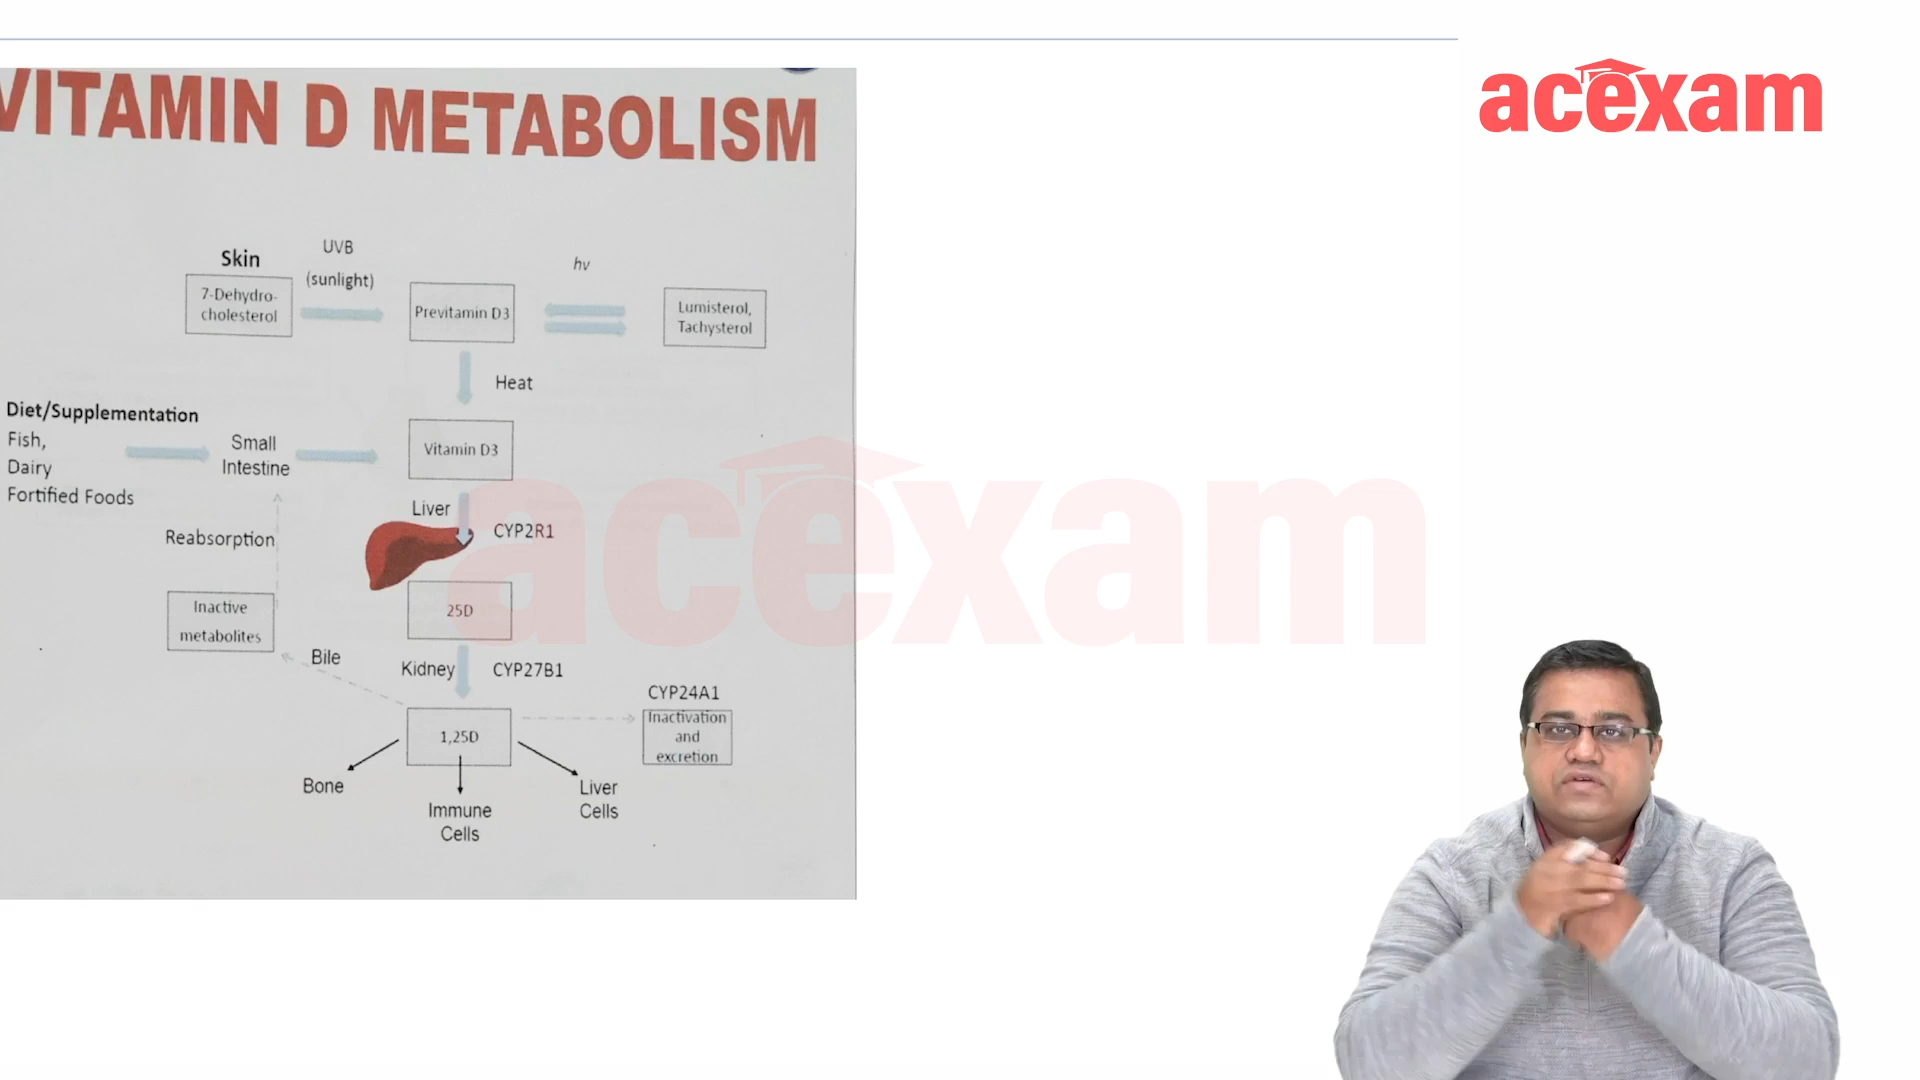 acexam
VITAMIN D METABOLISM
Skin
UVB
(sunlight)
hv
7-Dehydro-
cholesterol
Previtamin D3
Lumisterol,
Tachysterol
Heat
Diet/Supplementation
Fish,
Dairy
Fortified Foods
Small
Intestine
Vitamin D3
Liver
CYP2R1
Reabsorption
25D
Inactive
metabolites
Bile
Kidney
CYP27B1
CYP24A1
Inactivation
and
excretion
1,25D
Bone
Immune
Cells
Liver
Cells
acexam